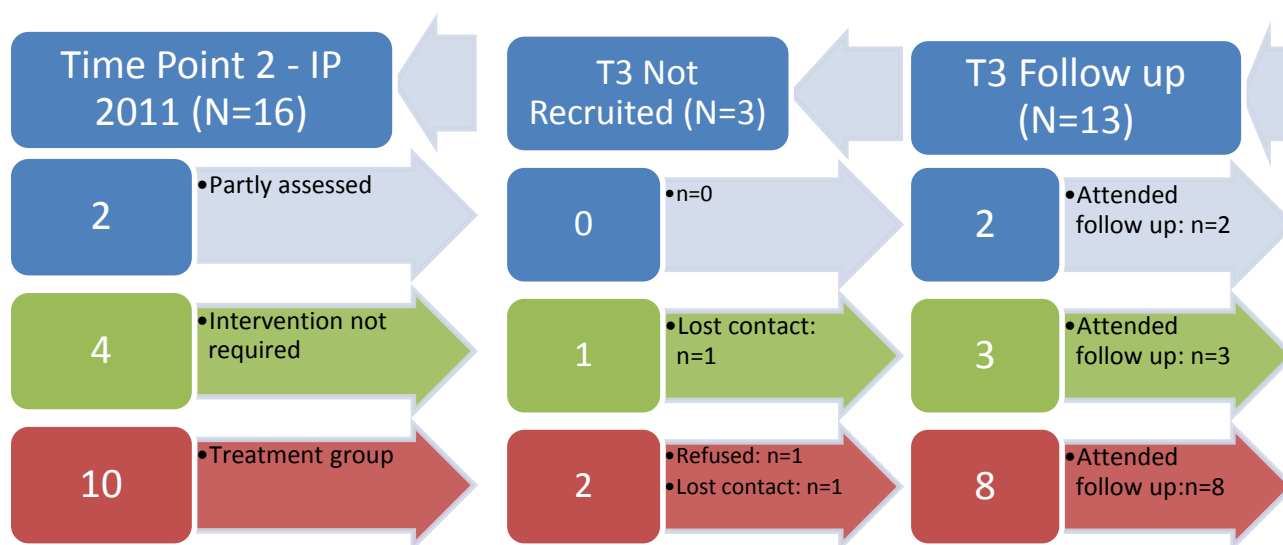 Time Point 2 - IP
2011 (N=16)
T3 Not
Recruited (N=3)
T3 Follow up
(N=13)
2
•Partly assessed
0
•n=0
2
•Attended
follow up: n=2
4
•Intervention not
required
1
•Lost contact:
n=1
3
•Attended
follow up: n=3
10
•Treatment group
2
•Refused: n=1
•Lost contact: n=1
8
•Attended
follow up:n=8